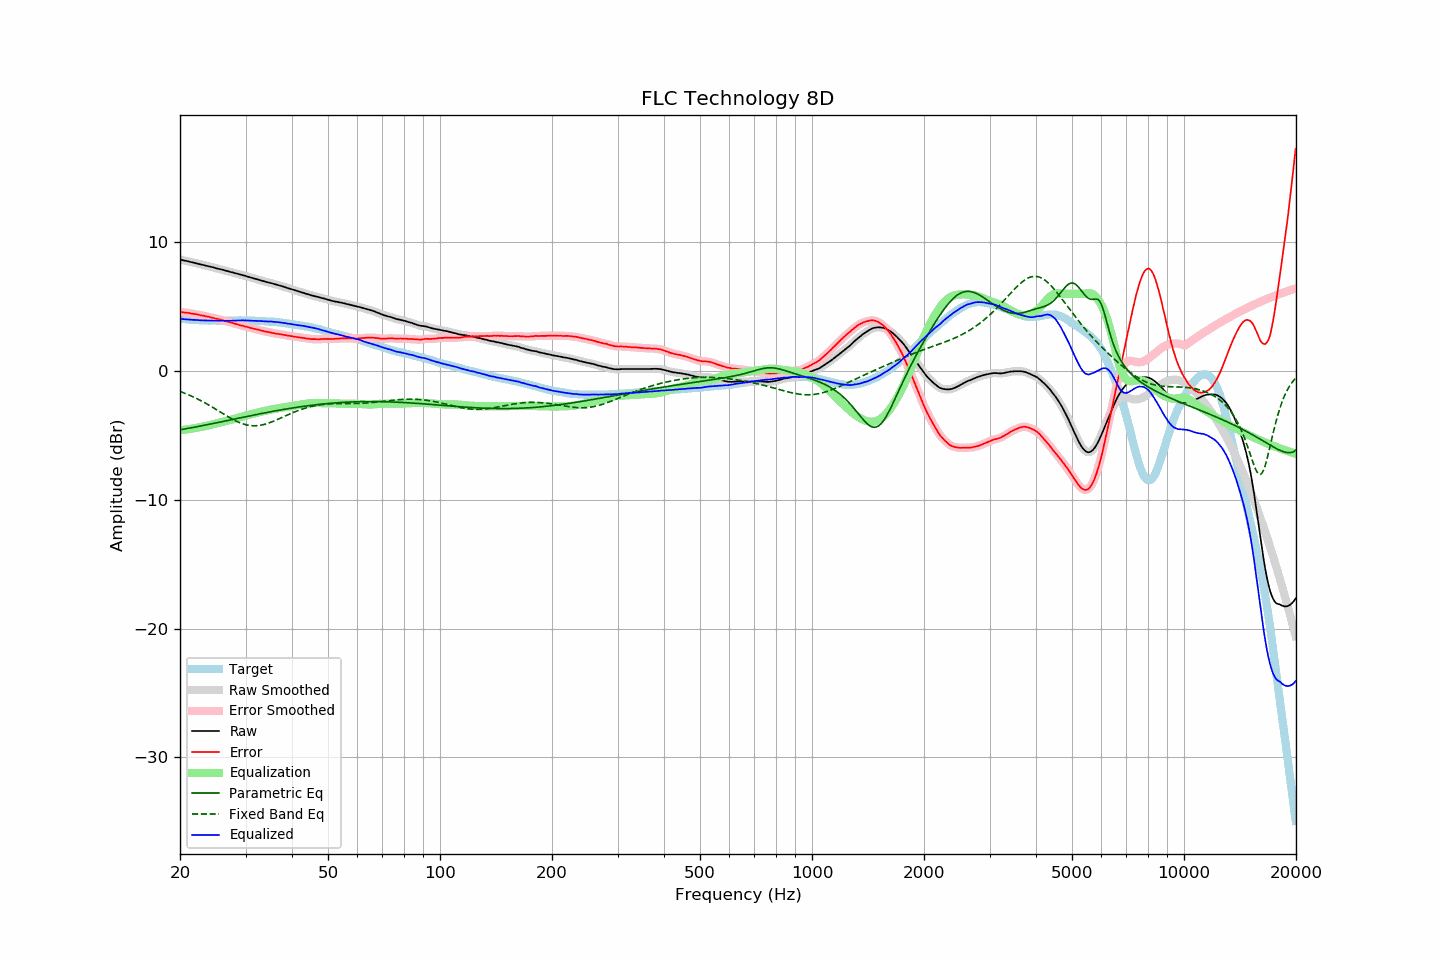 FLC Technology 8D
10
0
−10
−20
−30
Amplitude (dBr)
Target
Raw Smoothed
Error Smoothed
Raw
Error
Equalization
Parametric Eq
Fixed Band Eq
Equalized
20
50
100
200
500
1000
2000
5000
10000
20000
Frequency (Hz)